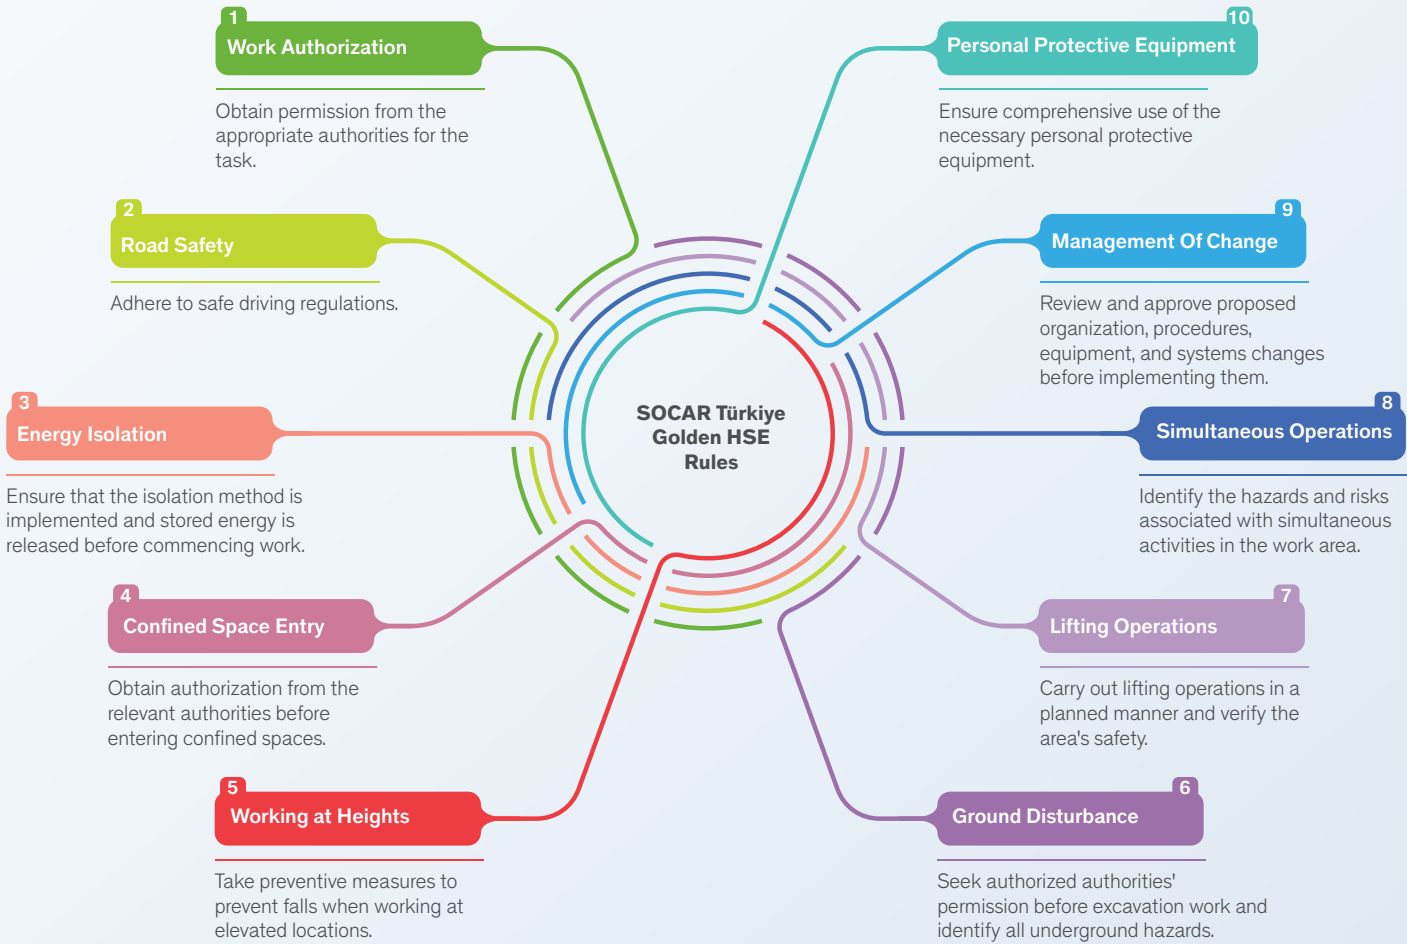 SOCAR Türkiye
Golden HSE
Rules
1
Work Authorization
Obtain permission from the
appropriate authorities for the
task.
2
Road Safety
Adhere to safe driving regulations.
3
Energy Isolation
Ensure that the isolation method is
implemented and stored energy is
released before commencing work.
4
Confined Space Entry
Obtain authorization from the
relevant authorities before
entering confined spaces.
5
Working at Heights
Take preventive measures to
prevent falls when working at
elevated locations.
6
Ground Disturbance
Seek authorized authorities'
permission before excavation work and
identify all underground hazards.
7
Lifting Operations
Carry out lifting operations in a
planned manner and verify the
area's safety.
8
Simultaneous Operations
Identify the hazards and risks
associated with simultaneous
activities in the work area.
9
Management Of Change
Review and approve proposed
organization, procedures,
equipment, and systems changes
before implementing them.
10
Personal Protective Equipment
Ensure comprehensive use of the
necessary personal protective
equipment.